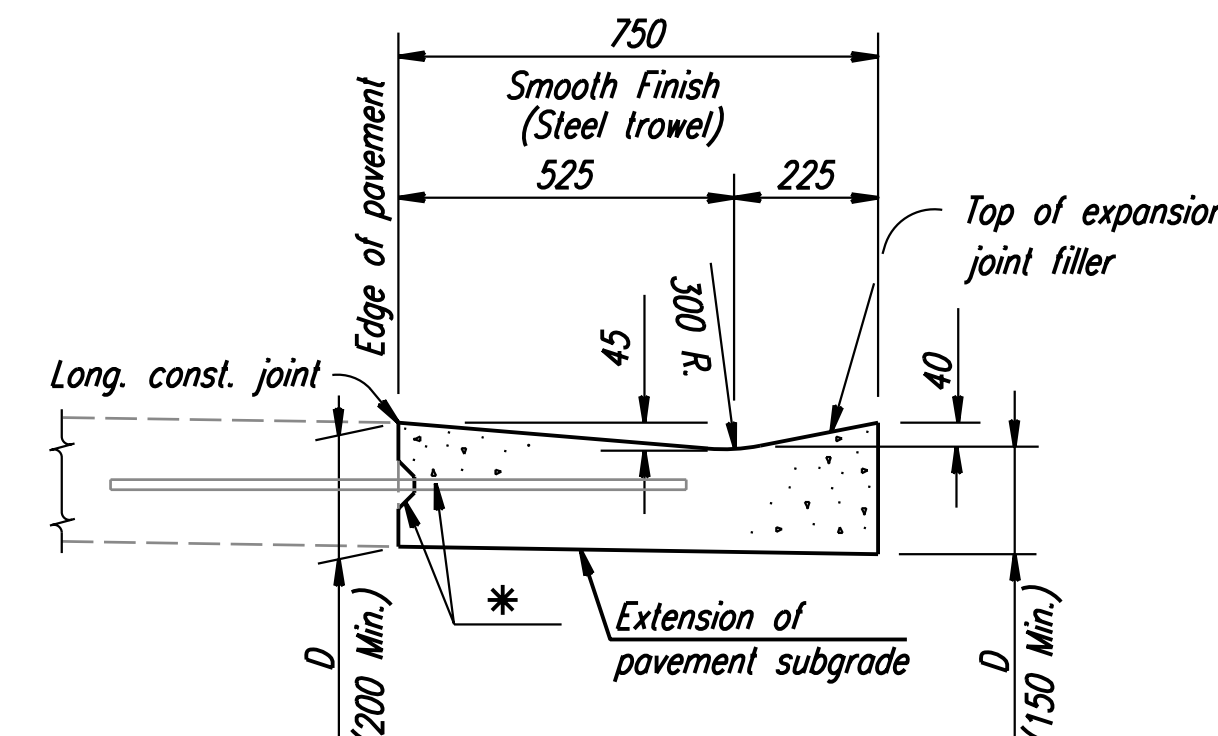 750
Smooth Finish
(Steel trowel)
525
225
Edge of pavement
Top of expansion
joint filler
300 R.
45
40
Long. const. joint
*
Extension of
pavement subgrade
D
(200 Min.)
D
(150 Min.)